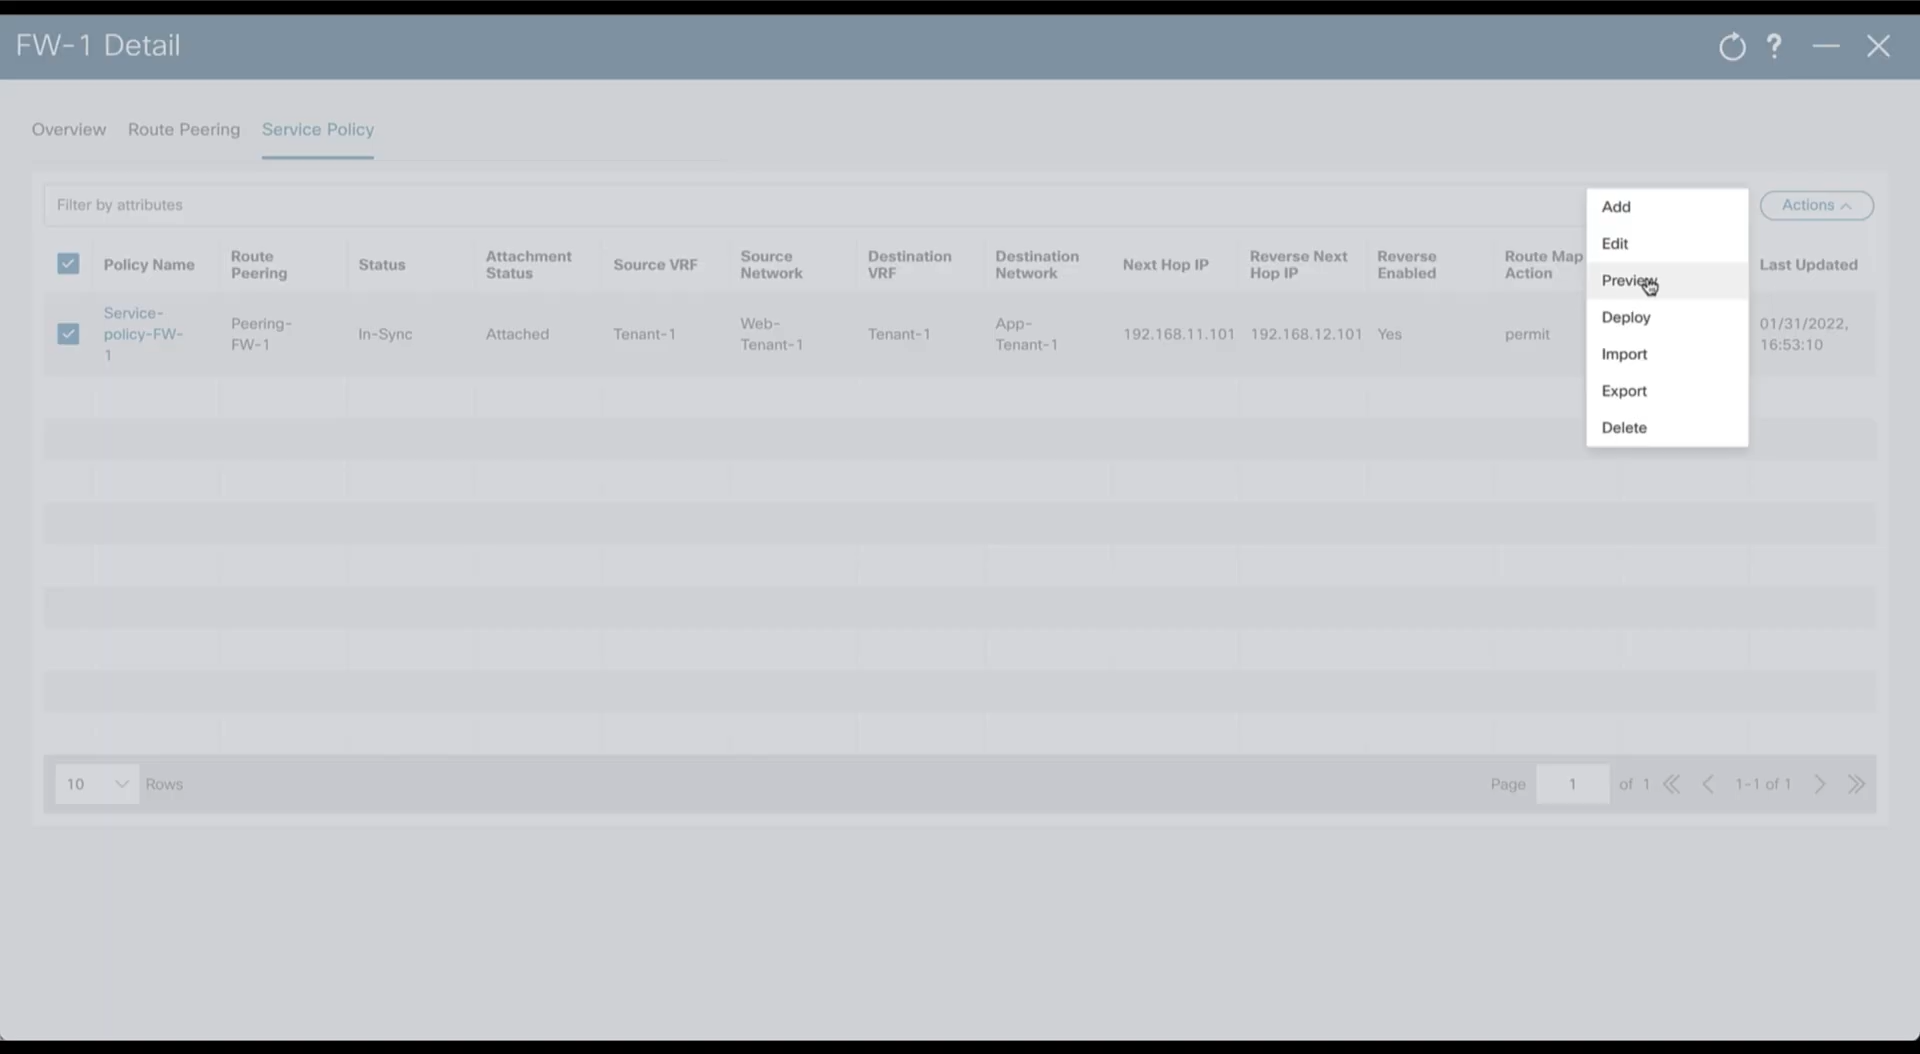 FW-1 Detail
?
Overview Route Peering Service Policy
Filter by attributes
Actions
Add
Edit
Preview
Deploy
Import
Export
Delete
Policy Name
Route
Peering
Status
Attachment
Status
Source VRF
Source
Network
Destination
VRF
Destination
Network
Next Hop IP
Reverse Next
Hop IP
Reverse
Enabled
Route Map
Action
Last Updated
Service-
policy-FW-
1
Peering-
FW-1
In-Sync
Attached
Tenant-1
Web-
Tenant-1
Tenant-1
App-
Tenant-1
192.168.11.101
192.168.12.101
Yes
permit
01/31/2022,
16:53:10
10 Rows
Page 1 of 1 1-1 of 1